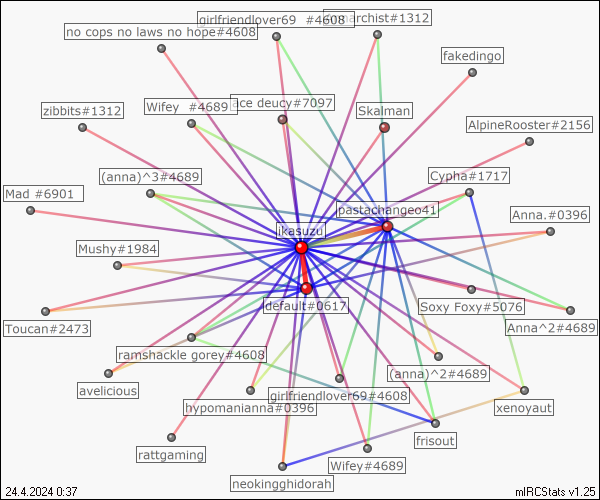 girlfriendlover69 #4608
archist#1312
no cops no laws no hope#4608
fakedingo
zibbits#1312
Wifey #4689
ace deucy#7097
Skalman
AlpineRooster#2156
(anna)^3#4689
Cypha#1717
Mad #6901
pastachangeo41
Anna.#0396
ikasuzu
Mushy#1984
default#0617
Soxy Foxy#5076
Toucan#2473
Anna^2#4689
ramshackle gorey#4608
(anna)^2#4689
avelicious
girlfriendlover69#4608
hypomanianna#0396
xenoyaut
frisout
rattgaming
Wifey#4689
neokingghidorah
24.4.2024 0:37
mIRCStats v1.25